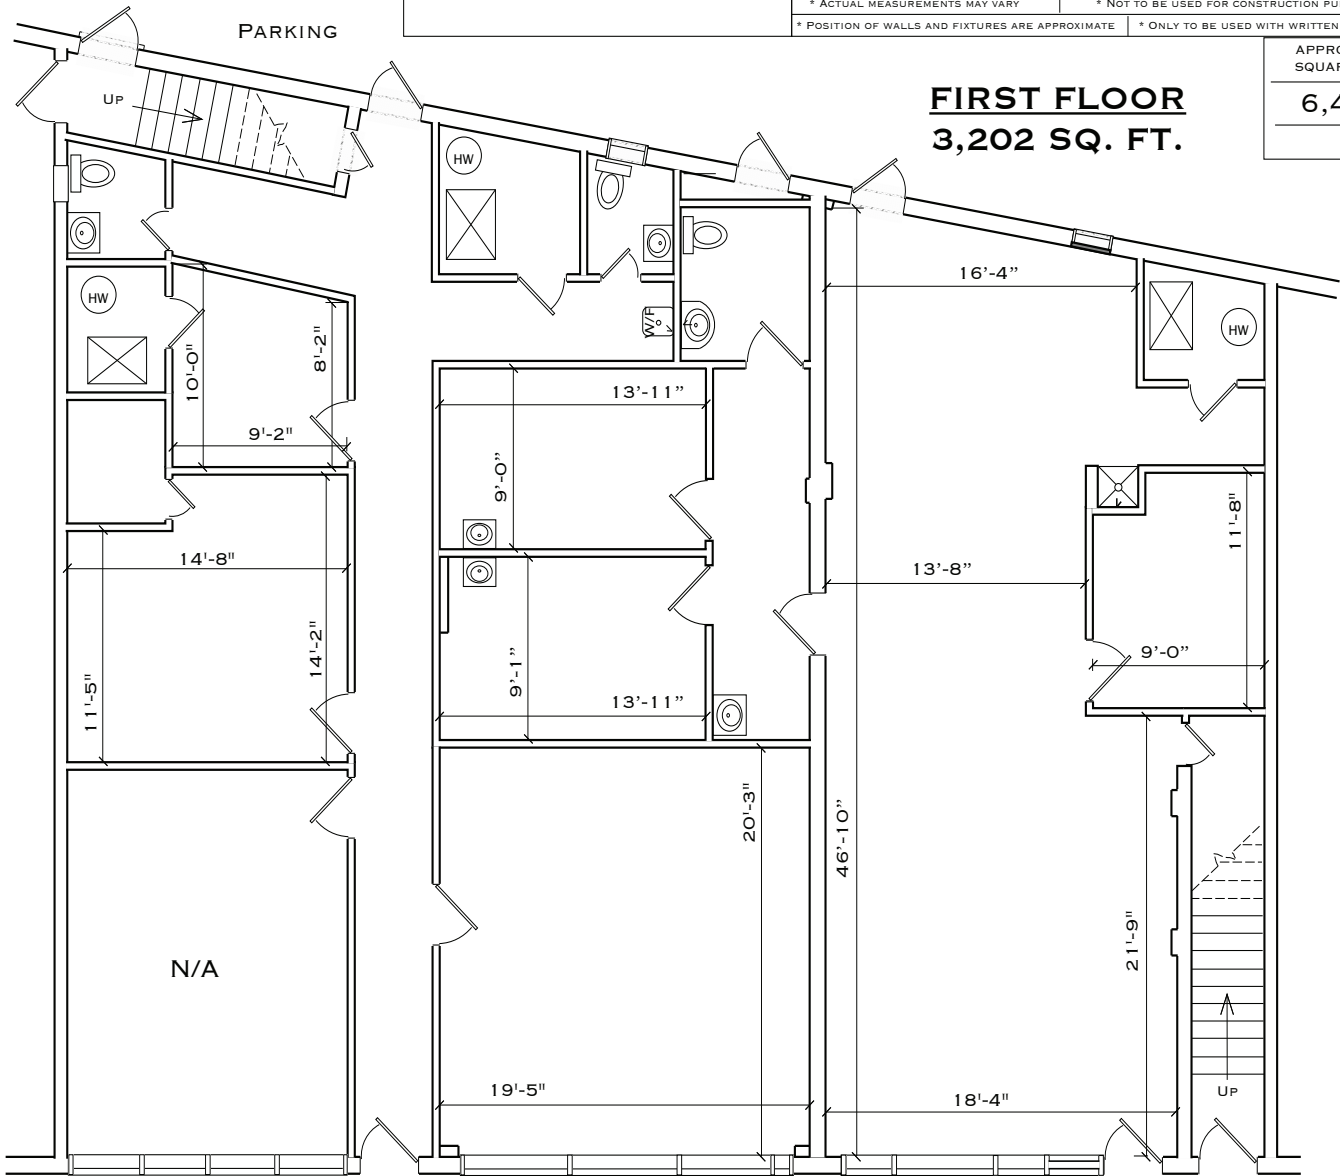 * ACTUAL MEASUREMENTS MAY VARY
* NOT TO BE USED FOR CONSTRUCTION
* POSITION OF WALLS AND FIXTURES ARE APPROXIMATE
* ONLY TO BE USED WITH WRITTEN
PARKING
FIRST FLOOR
3,202 SQ. FT.
UP
HW
16'-4"
HW
HW
W/F
10'-0"
8'-2"
13'-11"
9'-2"
9'-0"
11'-8"
14'-8"
13'-8"
14'-2"
9'-0"
11'-5"
9'-1"
13'-11"
20'-3"
46'-10"
21'-9"
N/A
19'-5"
18'-4"
UP